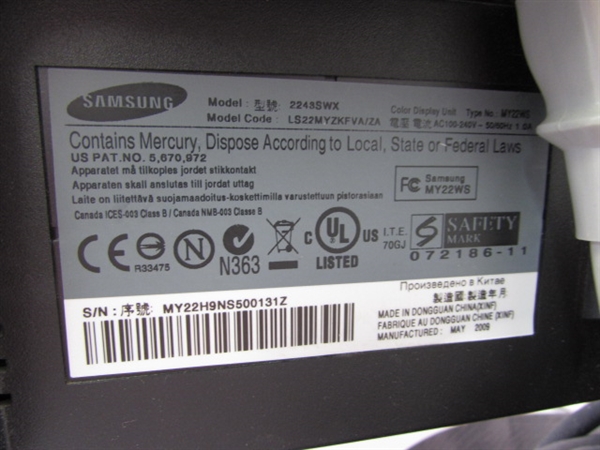 SAMSUNG
Model : 型號 : 2243SWX
Model Code : LS22MYZKFVA/ZA
Color Display Unit Type No : MY22WS
電壓 電流 AC100-240V~ 50/60Hz
Contains Mercury, Dispose According to Local, State or Federal Laws
US PAT.NO. 5,670,972
Apparatet må tilkoples jordet stikkontakt
Apparaten skall anslutas till jordat uttag
Laite on liitettävä suojamaadoitus-koskettimilla varustettuun pistorasiaan
Canada ICES-003 Class B / Canada NMB-003 Classe B
FC Samsung
MY22WS
CE
R33475
N
N363
C UL US
LISTED
I.T.E.
70GJ
S SAFETY
MARK
072186-11
S/N : 序號: MY22H9NS500131Z
Произведено в Китае
製造國 製造年月
MADE IN DONGGUAN CHINA(XINF)
FABRIQUE AU DONGGUAN CHINE (XINF)
MANUFACTURED : MAY 2009